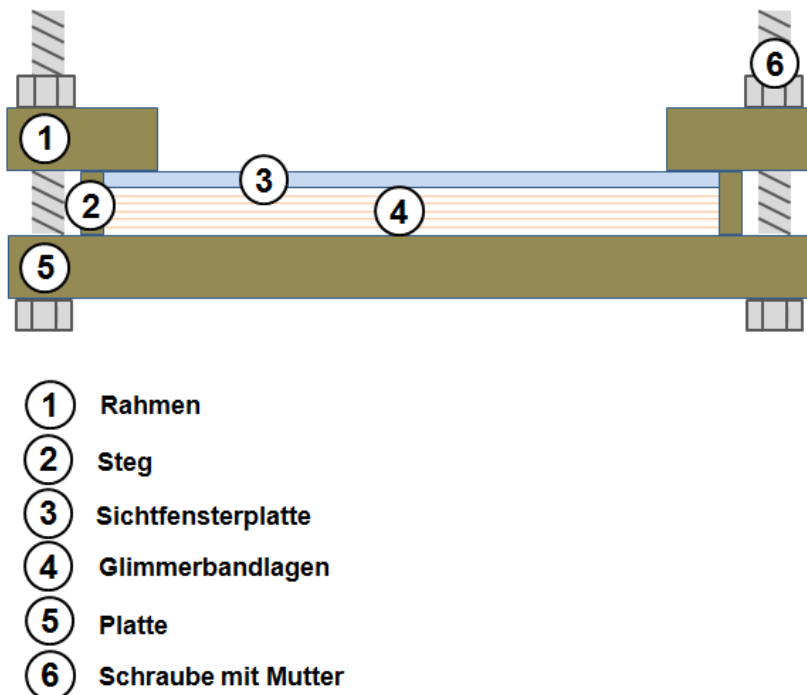 6
1
3
2
4
5
1 Rahmen
2 Steg
3 Sichtfensterplatte
4 Glimmerbandlagen
5 Platte
6 Schraube mit Mutter